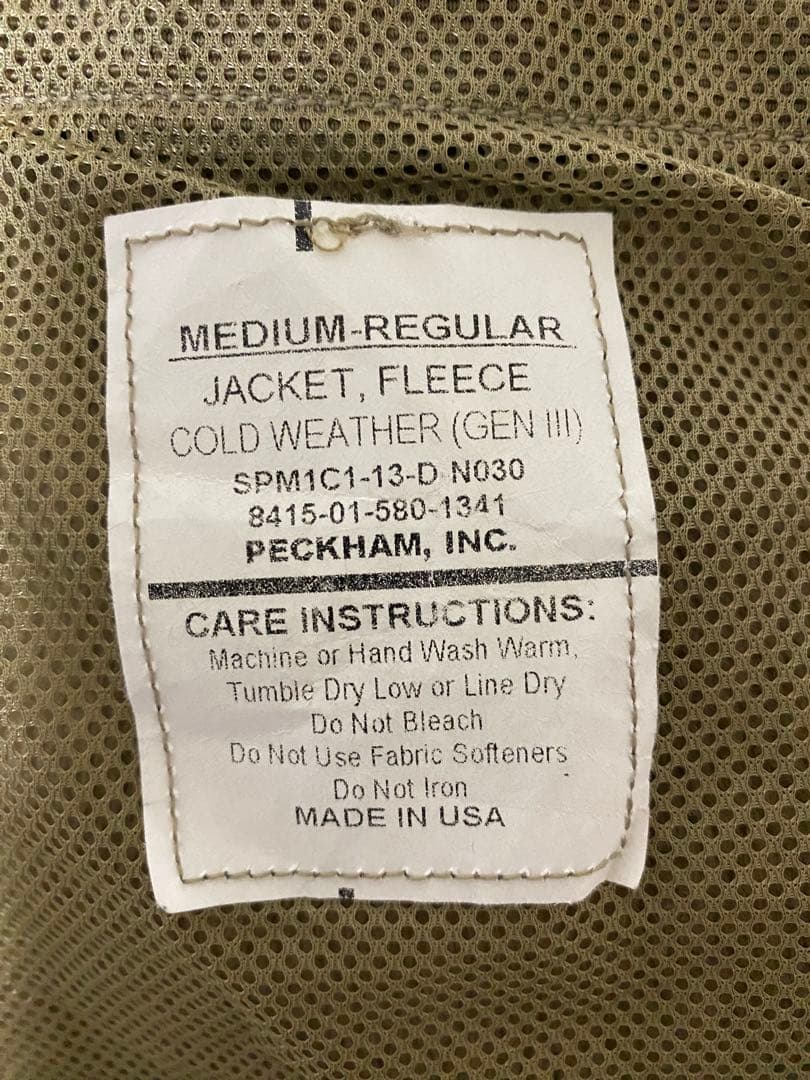 MEDIUM-REGULAR
JACKET, FLEECE
COLD WEATHER (GEN III)
SPM1C1-13-D N030
8415-01-580-1341
PECKHAM, INC.
CARE INSTRUCTIONS:
Machine or Hand Wash Warm,
Tumble Dry Low or Line Dry
Do Not Bleach
Do Not Use Fabric Softeners
Do Not Iron
MADE IN USA